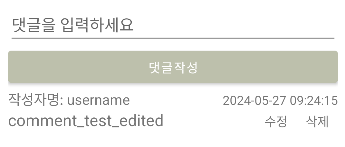 댓글을 입력하세요
댓글작성
작성자명: username 2024-05-27 09:24:15
comment_test_edited 수정 삭제